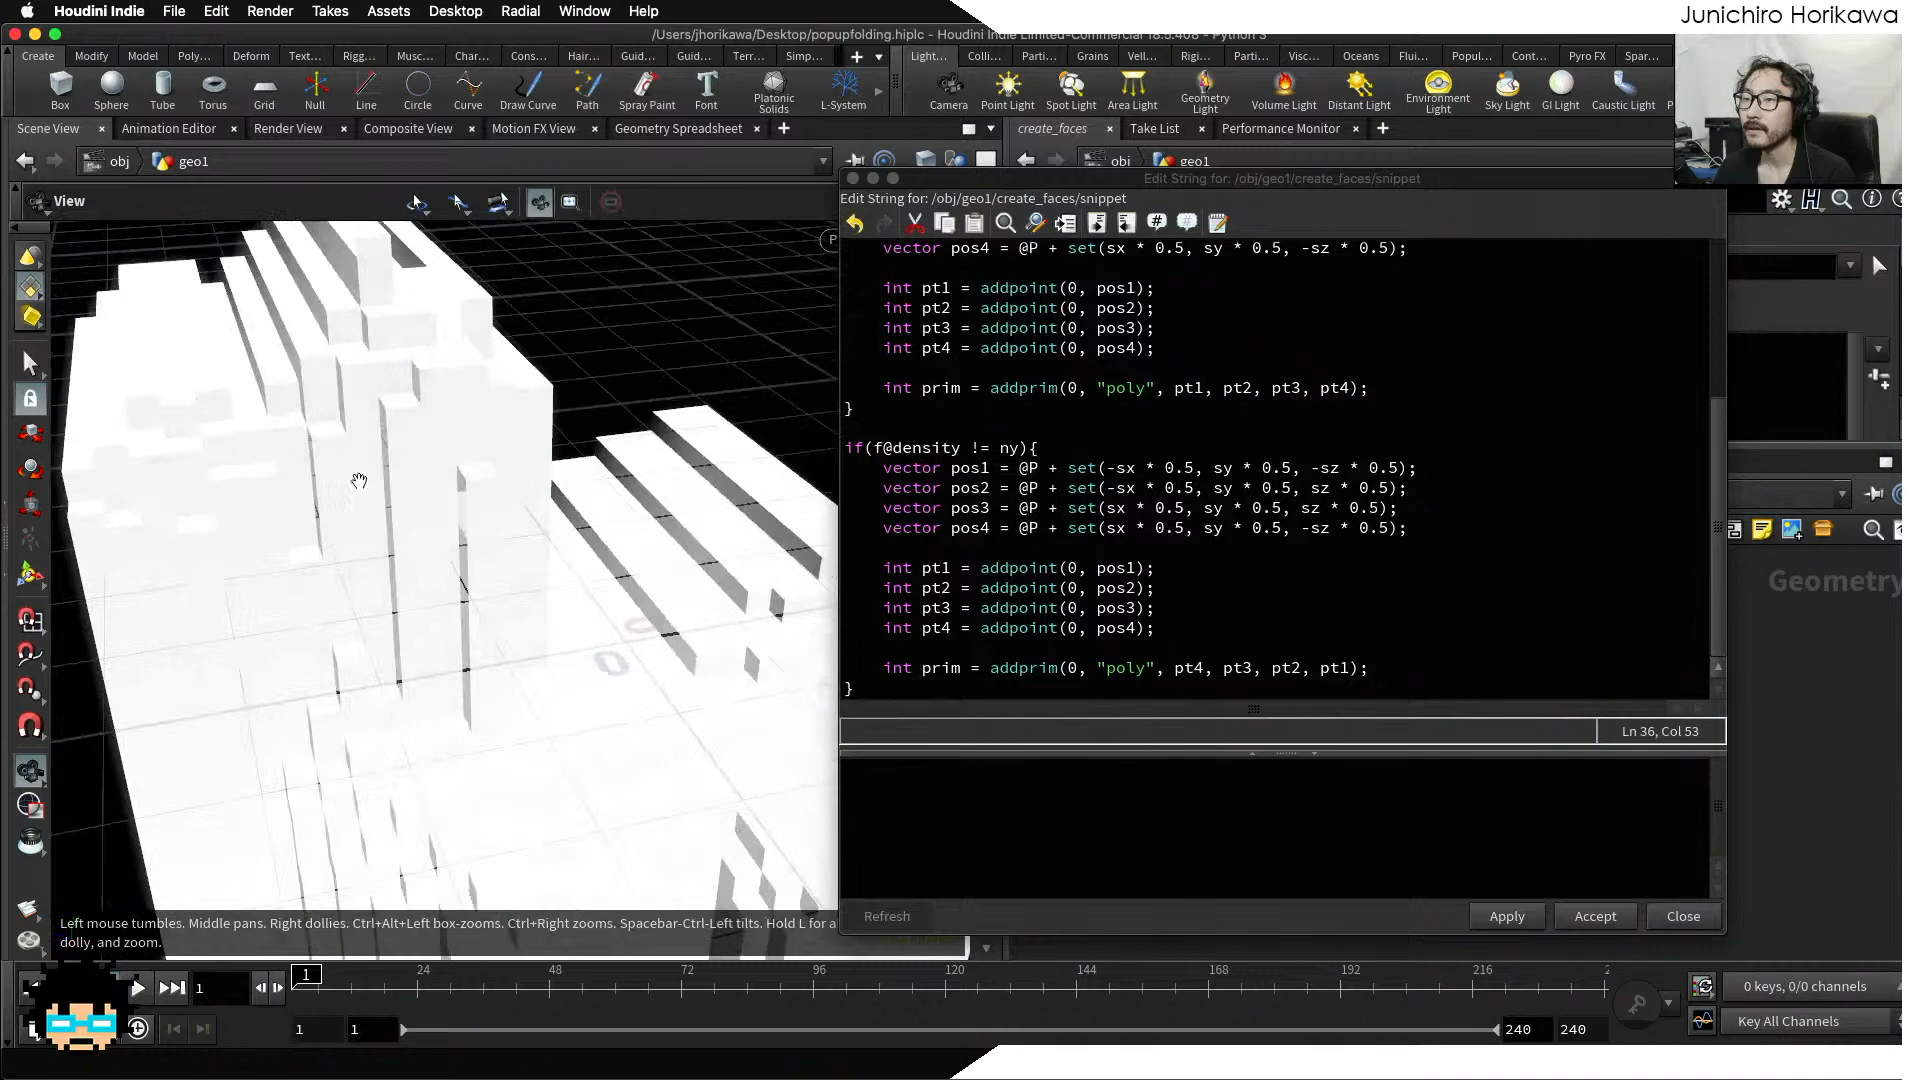 Houdini Indie File Edit Render Takes Assets Desktop Radial Window Help
Junichiro Horikawa
/Users/jhorikawa/Desktop/popupfolding.hiplc - Houdini Indie Limited-Commercial 18.5.408 - Python 3
Create Modify Model Poly... Deform Text... Rigg... Musc... Char... Cons... Hair... Guid... Guid... Terr... Simp...
Light... Colli... Parti... Grains Vell... Rigi... Parti... Visc... Oceans Flui... Popul... Cont... Pyro FX Spar...
Box Sphere Tube Torus Grid Null Line Circle Curve Draw Curve Path Spray Paint Font Platonic Solids L-System
Camera Point Light Spot Light Area Light Geometry Light Volume Light Distant Light Environment Light Sky Light GI Light Caustic Light
Scene View Animation Editor Render View Composite View Motion FX View Geometry Spreadsheet
create_faces Take List Performance Monitor
obj geo1
obj geo1
View
Edit String for: /obj/geo1/create_faces/snippet
Edit String for: /obj/geo1/create_faces/snippet
vector pos4 = @P + set(sx * 0.5, sy * 0.5, -sz * 0.5);
int pt1 = addpoint(0, pos1);
int pt2 = addpoint(0, pos2);
int pt3 = addpoint(0, pos3);
int pt4 = addpoint(0, pos4);
int prim = addprim(0, "poly", pt1, pt2, pt3, pt4);
}
if(f@density != ny){
vector pos1 = @P + set(-sx * 0.5, sy * 0.5, -sz * 0.5);
vector pos2 = @P + set(-sx * 0.5, sy * 0.5, sz * 0.5);
vector pos3 = @P + set(sx * 0.5, sy * 0.5, sz * 0.5);
vector pos4 = @P + set(sx * 0.5, sy * 0.5, -sz * 0.5);
int pt1 = addpoint(0, pos1);
int pt2 = addpoint(0, pos2);
int pt3 = addpoint(0, pos3);
int pt4 = addpoint(0, pos4);
int prim = addprim(0, "poly", pt4, pt3, pt2, pt1);
}
Ln 36, Col 53
Geometry
Refresh Apply Accept Close
Left mouse tumbles. Middle pans. Right dollies. Ctrl+Alt+Left box-zooms. Ctrl+Right zooms. Spacebar-Ctrl-Left tilts. Hold L for a
dolly, and zoom.
1 1 24 48 72 96 120 144 168 192 216 2
0 keys, 0/0 channels
1 1 240 240
Key All Channels